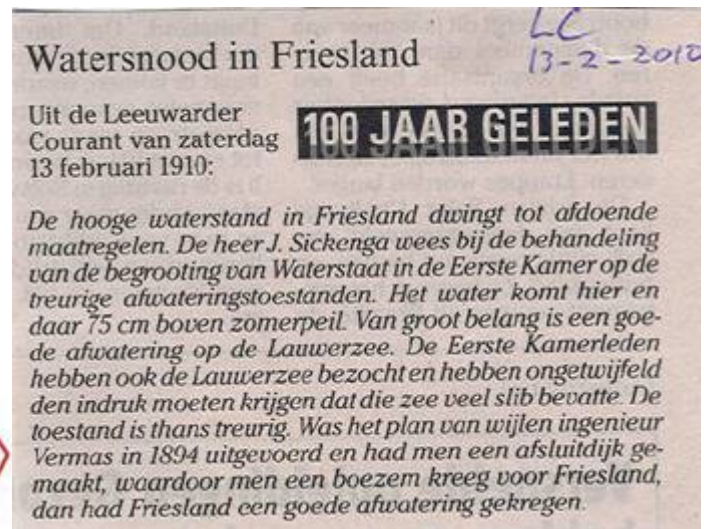 LC
13-2-2010
Watersnood in Friesland
Uit de Leeuwarder
Courant van zaterdag
13 februari 1910:
100 JAAR GELEDEN
De hooge waterstand in Friesland dwingt tot afdoende
maatregelen. De heer J. Sickenga wees bij de behandeling
van de begrooting van Waterstaat in de Eerste Kamer op de
treurige afwateringstoestanden. Het water komt hier en
daar 75 cm boven zomerpeil. Van groot belang is een goe-
de afwatering op de Lauwerzee. De Eerste Kamerleden
hebben ook de Lauwerzee bezocht en hebben ongetwijfeld
den indruk moeten krijgen dat die zee veel slib bevatte. De
toestand is thans treurig. Was het plan van wijlen ingenieur
Vermas in 1894 uitgevoerd en had men een afsluitdijk ge-
maakt, waardoor men een boezem kreeg voor Friesland,
dan had Friesland een goede afwatering gekregen.